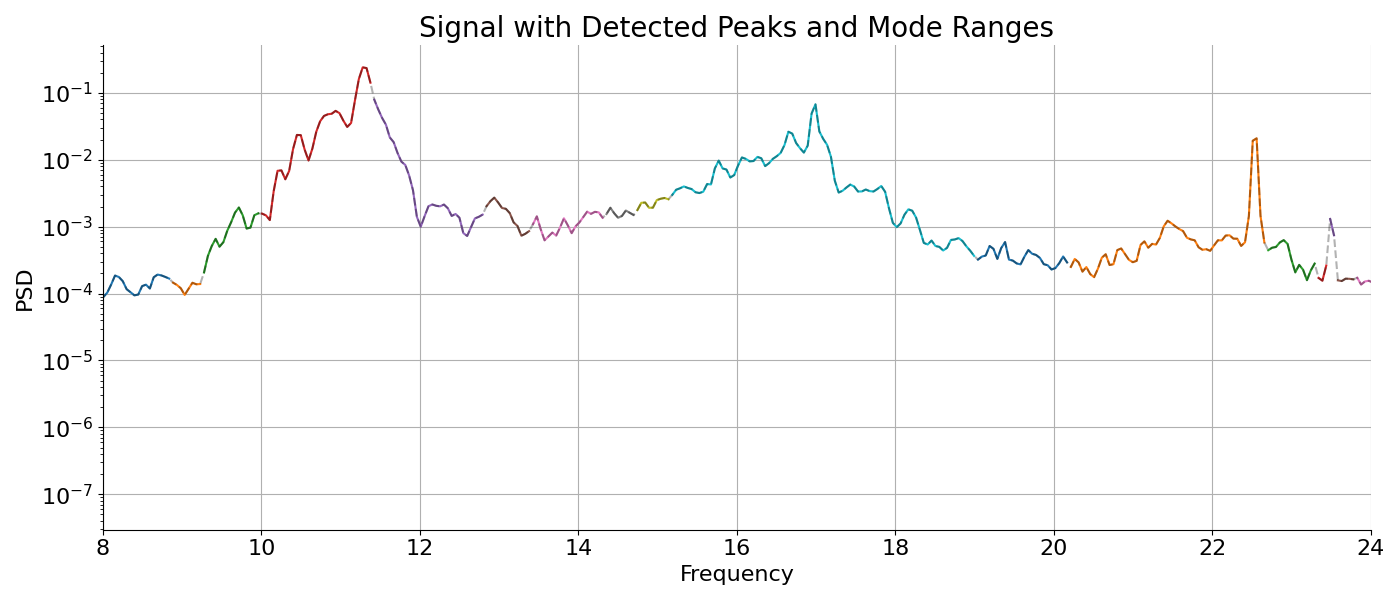 Signal with Detected Peaks and Mode Ranges
PSD
10⁻¹
10⁻²
10⁻³
10⁻⁴
10⁻⁵
10⁻⁶
10⁻⁷
8 10 12 14 16 18 20 22 24
Frequency